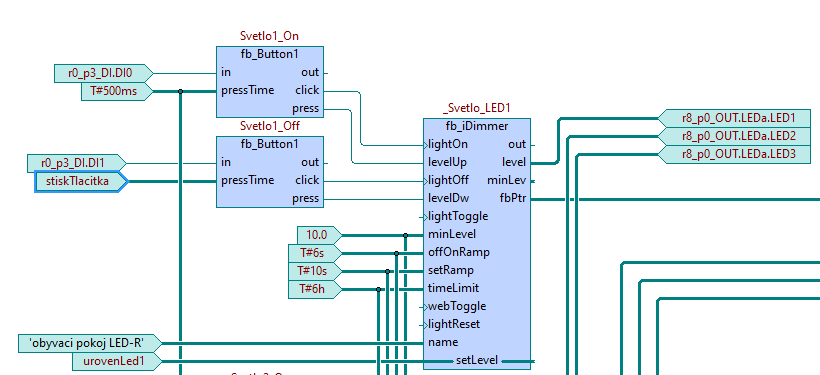 Svetlo1_On
fb_Button1
r0_p3_DI.DI0
in
out
T#500ms
pressTime
click
press
_Svetlo_LED1
Svetlo1_Off
fb_Button1
fb_iDimmer
r8_p0_OUT.LEDa.LED1
r8_p0_OUT.LEDa.LED2
r8_p0_OUT.LEDa.LED3
lightOn
out
r0_p3_DI.DI1
in
out
levelUp
level
stiskTlacitka
pressTime
click
lightOff
minLev
press
levelDw
fbPtr
lightToggle
10.0
minLevel
T#6s
offOnRamp
T#10s
setRamp
T#6h
timeLimit
webToggle
lightReset
'obyvaci pokoj LED-R'
name
urovenLed1
setLevel